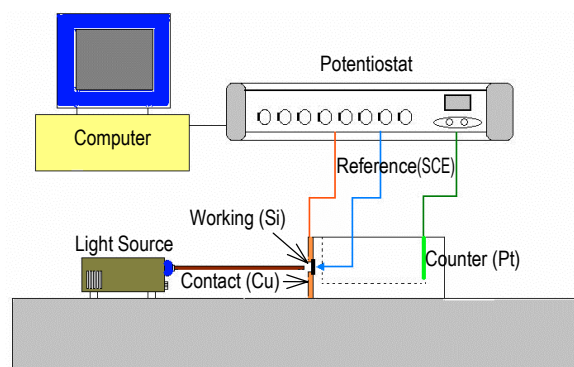 Potentiostat
Computer
Reference(SCE)
Working (Si)
Light Source
Counter (Pt)
Contact (Cu)